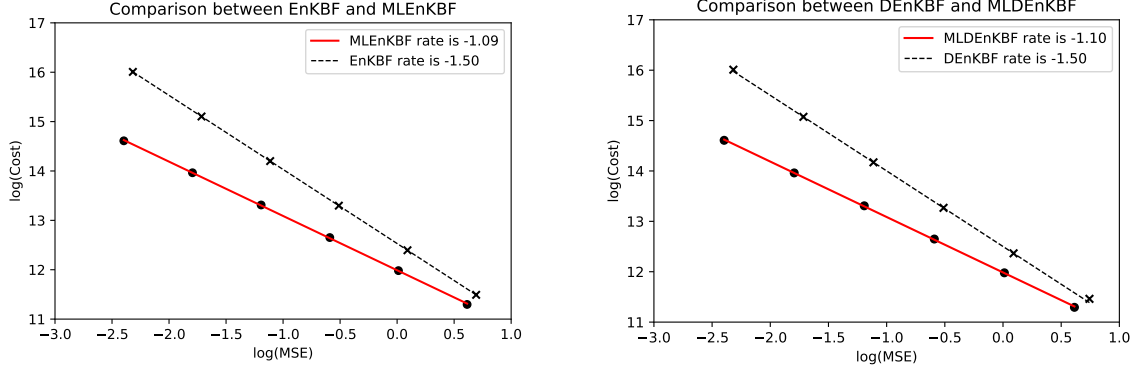 Comparison between EnKBF and MLEnKBF
17
16
15
14
13
12
11
log(Cost)
MLEnKBF rate is -1.09
EnKBF rate is -1.50
−3.0 −2.5 −2.0 −1.5 −1.0 −0.5 0.0 0.5 1.0
log(MSE)
Comparison between DEnKBF and MLDEnKBF
17
16
15
14
13
12
11
log(Cost)
MLDEnKBF rate is -1.10
DEnKBF rate is -1.50
−3.0 −2.5 −2.0 −1.5 −1.0 −0.5 0.0 0.5 1.0
log(MSE)